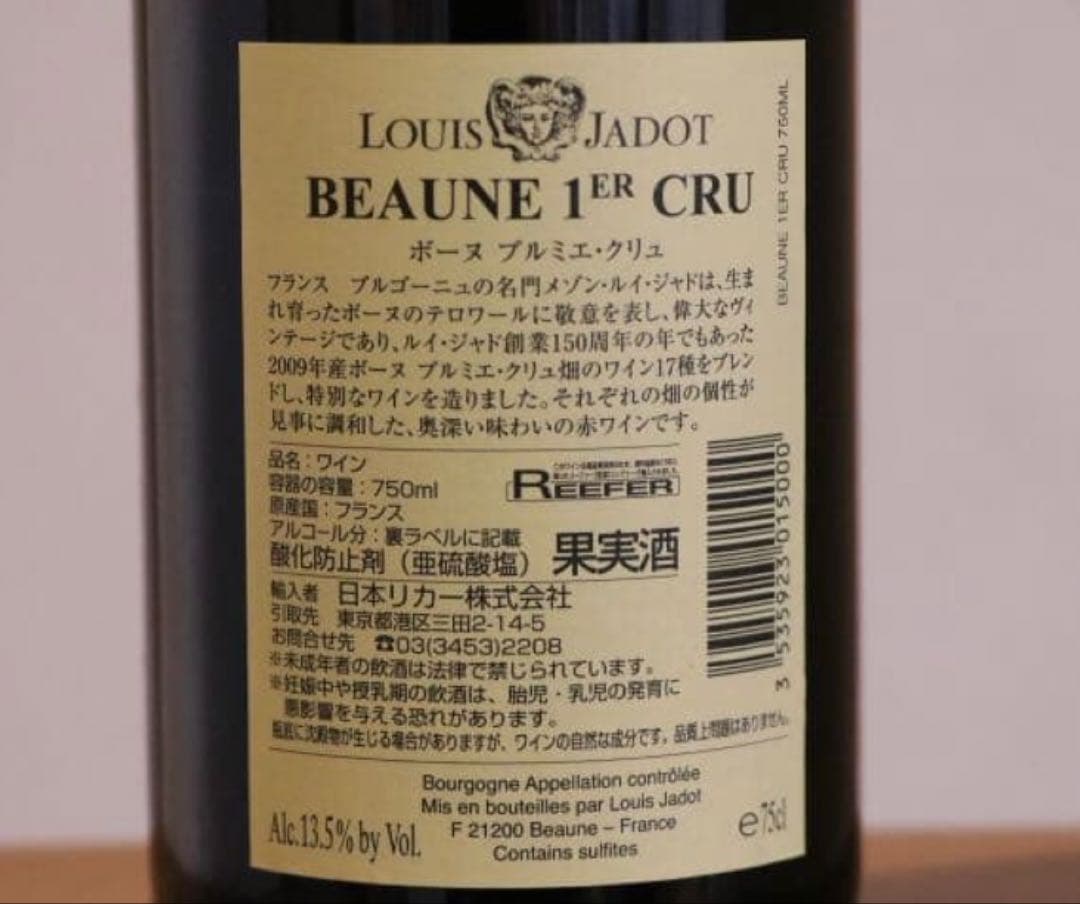 LOUIS JADOT
BEAUNE 1ER CRU
ボーヌ プルミエ・クリュ
フランス ブルゴーニュの名門メゾン・ルイ・ジャドは、生ま
れ育ったボーヌのテロワールに敬意を表し、偉大なヴィ
ンテージであり、ルイ・ジャド創業150周年の年でもあった
2009年産ボーヌ プルミエ・クリュ畑のワイン17種をブレン
ドし、特別なワインを造りました。それぞれの畑の個性が
見事に調和した、奥深い味わいの赤ワインです。
品名：ワイン
容器の容量：750ml
原産国：フランス
アルコール分：裏ラベルに記載
酸化防止剤（亜硫酸塩）
REEFER
果実酒
輸入者 日本リカー株式会社
引取先 東京都港区三田2-14-5
お問合せ先 ☎03(3453)2208
※未成年者の飲酒は法律で禁じられています。
※妊娠中や授乳期の飲酒は、胎児・乳児の発育に
悪影響を与える恐れがあります。
瓶底に沈殿物が生じる場合がありますが、ワインの自然な成分です。品質上問題はありません。
BEAUNE 1ER CRU 750ML
3 535923 015000
Bourgogne Appellation contrôlée
Mis en bouteilles par Louis Jadot
F 21200 Beaune – France
Contains sulfites
Alc.13.5% by Vol.
e75cl